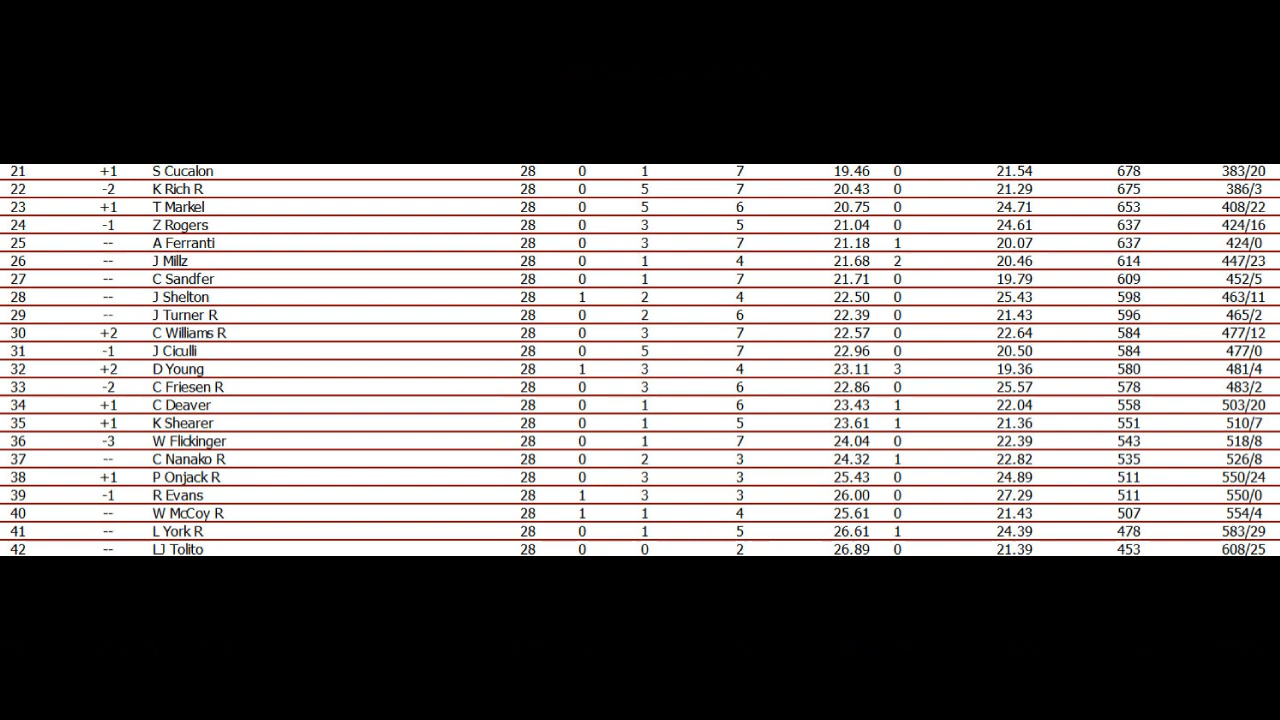 21 +1 S Cucalon 28 0 1 7 19.46 0 21.54 678 383/20
22 -2 K Rich R 28 0 5 7 20.43 0 21.29 675 386/3
23 +1 T Markel 28 0 5 6 20.75 0 24.71 653 408/22
24 -1 Z Rogers 28 0 3 5 21.04 0 24.61 637 424/16
25 -- A Ferranti 28 0 3 7 21.18 1 20.07 637 424/0
26 -- J Millz 28 0 1 4 21.68 2 20.46 614 447/23
27 -- C Sandfer 28 0 1 7 21.71 0 19.79 609 452/5
28 -- J Shelton 28 1 2 4 22.50 0 25.43 598 463/11
29 -- J Turner R 28 0 2 6 22.39 0 21.43 596 465/2
30 +2 C Williams R 28 0 3 7 22.57 0 22.64 584 477/12
31 -1 J Ciculli 28 0 5 7 22.96 0 20.50 584 477/0
32 +2 D Young 28 1 3 4 23.11 3 19.36 580 481/4
33 -2 C Friesen R 28 0 3 6 22.86 0 25.57 578 483/2
34 +1 C Deaver 28 0 1 6 23.43 1 22.04 558 503/20
35 +1 K Shearer 28 0 1 5 23.61 1 21.36 551 510/7
36 -3 W Flickinger 28 0 1 7 24.04 0 22.39 543 518/8
37 -- C Nanako R 28 0 2 3 24.32 1 22.82 535 526/8
38 +1 P Onjack R 28 0 3 3 25.43 0 24.89 511 550/24
39 -1 R Evans 28 1 3 3 26.00 0 27.29 511 550/0
40 -- W McCoy R 28 1 1 4 25.61 0 21.43 507 554/4
41 -- L York R 28 0 1 5 26.61 1 24.39 478 583/29
42 -- LJ Tolito 28 0 0 2 26.89 0 21.39 453 608/25